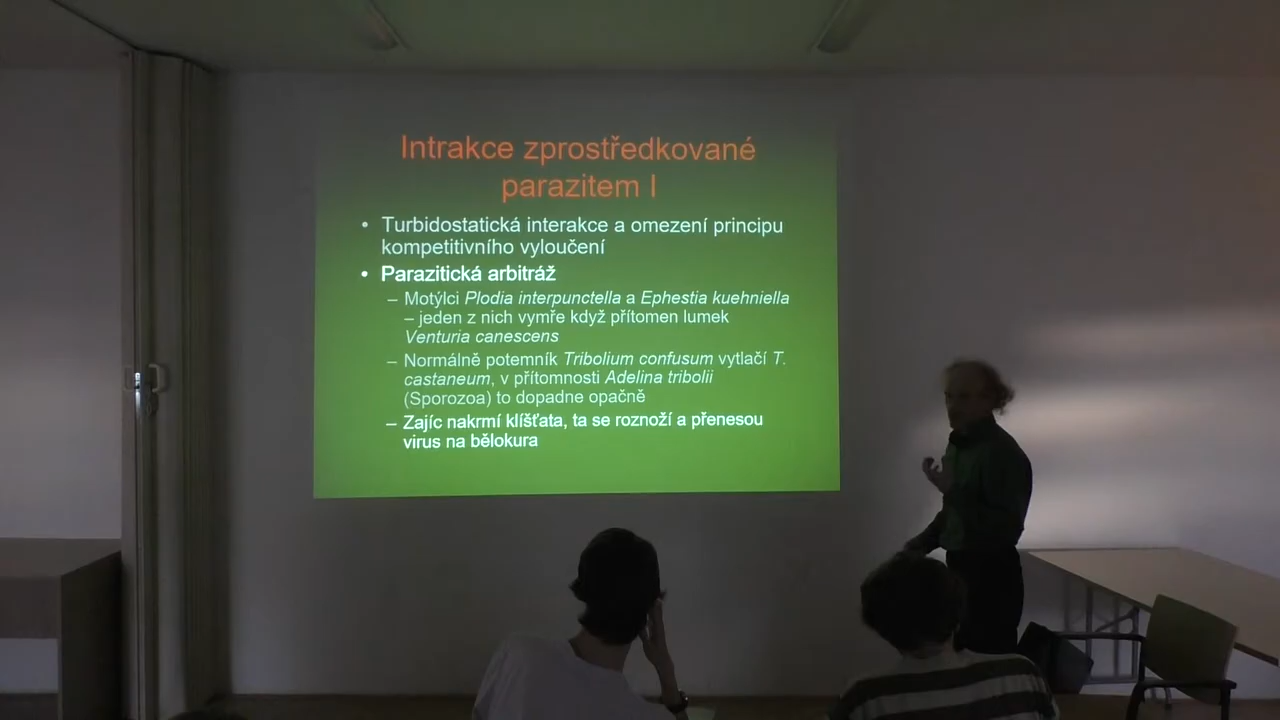 Intrakce zprostředkované
parazitem I
• Turbidostatická interakce a omezení principu
kompetitivního vyloučení
• Parazitická arbitráž
– Motýlci Plodia interpunctella a Ephestia kuehniella
– jeden z nich vymře když přítomen lumek
Venturia canescens
– Normálně potemník Tribolium confusum vytlačí T.
castaneum, v přítomnosti Adelina tribolii
(Sporozoa) to dopadne opačně
– Zajíc nakrmí klíšťata, ta se roznoží a přenesou
virus na bělokura